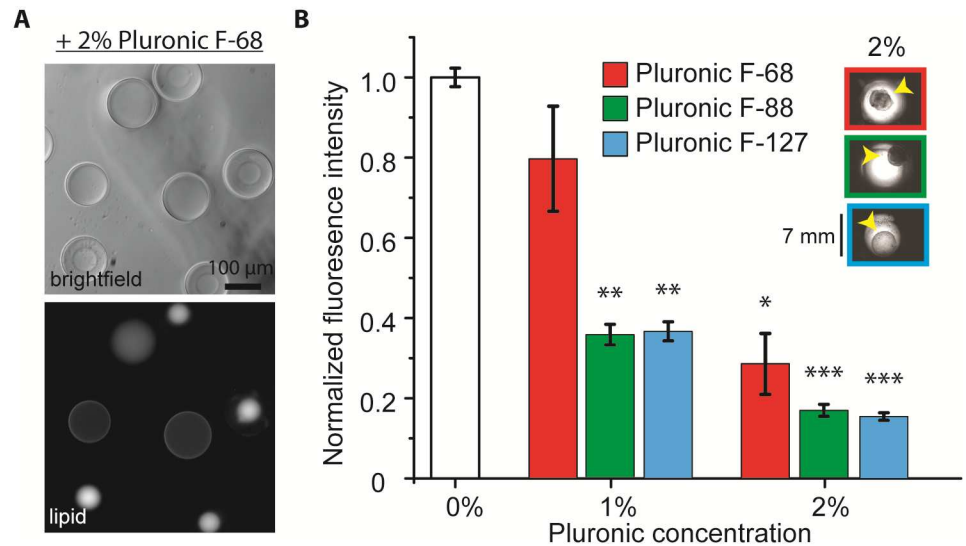 A
+ 2% Pluronic F-68
brightfield
100 µm
lipid
B
Normalized fluoresence intensity
1.0
0.8
0.6
0.4
0.2
0
Pluronic F-68
Pluronic F-88
Pluronic F-127
2%
7 mm
**
**
*
***
***
0%
1%
2%
Pluronic concentration